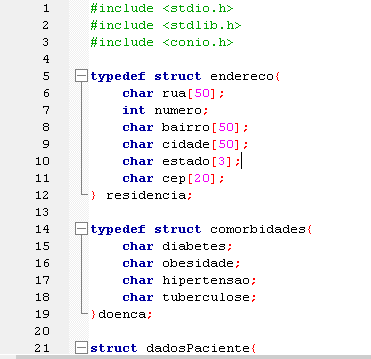 1 #include <stdio.h>
2 #include <stdlib.h>
3 #include <conio.h>
4
5 typedef struct endereco{
6 char rua[50];
7 int numero;
8 char bairro[50];
9 char cidade[50];
10 char estado[3];
11 char cep[20];
12 } residencia;
13
14 typedef struct comorbidades{
15 char diabetes;
16 char obesidade;
17 char hipertensao;
18 char tuberculose;
19 }doenca;
20
21 struct dadosPaciente{